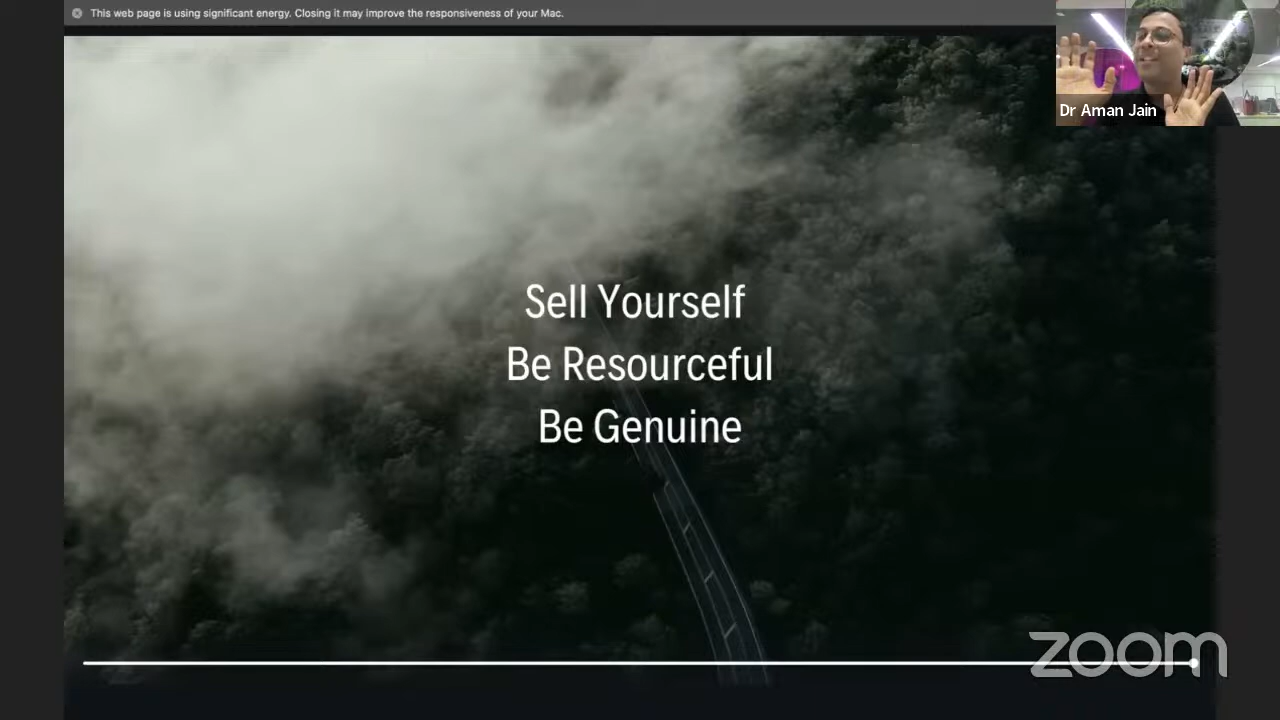 This web page is using significant energy. Closing it may improve the responsiveness of your Mac.
Dr Aman Jain
Sell Yourself
Be Resourceful
Be Genuine
zoom